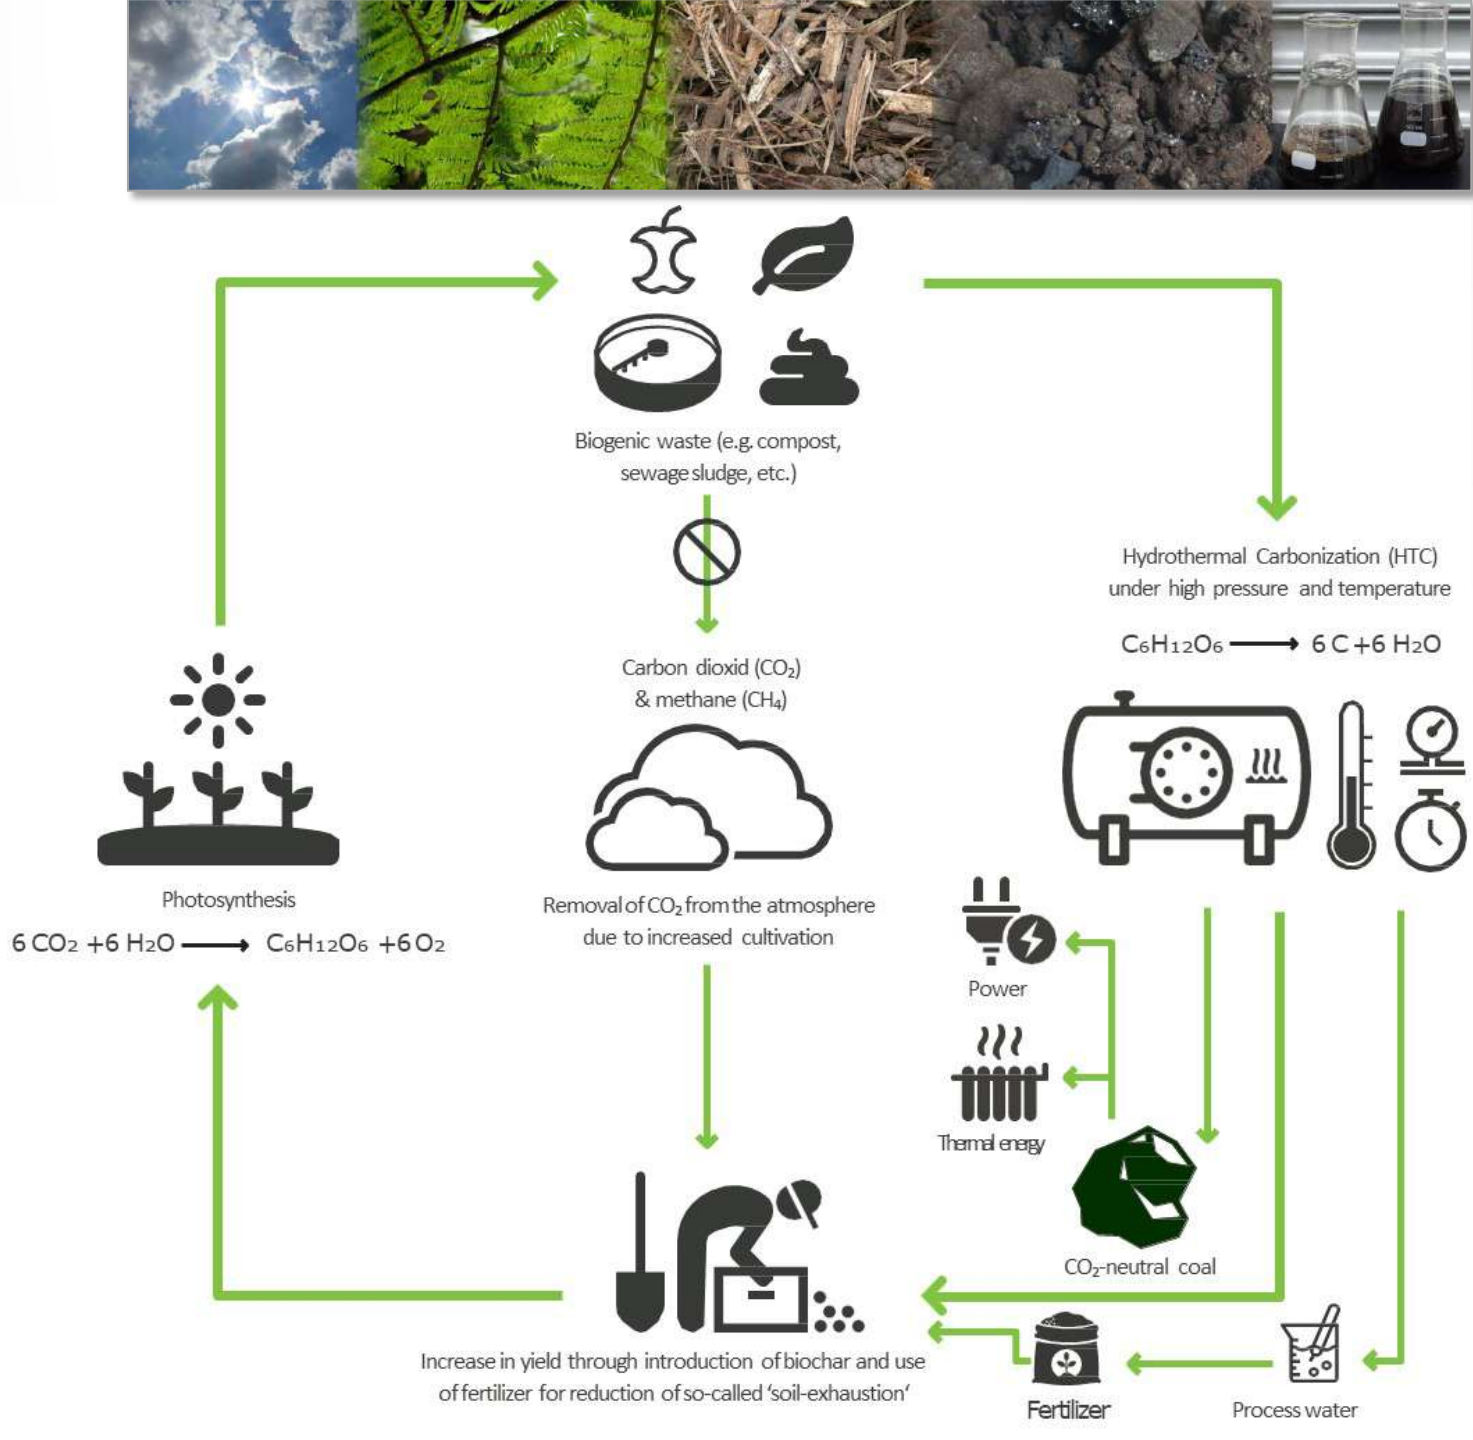 Biogenic waste (e.g. compost,
sewage sludge, etc.)
Hydrothermal Carbonization (HTC)
under high pressure and temperature
C₆H₁₂O₆ ⟶ 6 C + 6 H₂O
Carbon dioxid (CO₂)
& methane (CH₄)
Photosynthesis
6 CO₂ + 6 H₂O ⟶ C₆H₁₂O₆ + 6 O₂
Removal of CO₂ from the atmosphere
due to increased cultivation
Power
Thermal energy
CO₂-neutral coal
Increase in yield through introduction of biochar and use
of fertilizer for reduction of so-called ‘soil-exhaustion‘
Fertilizer
Process water